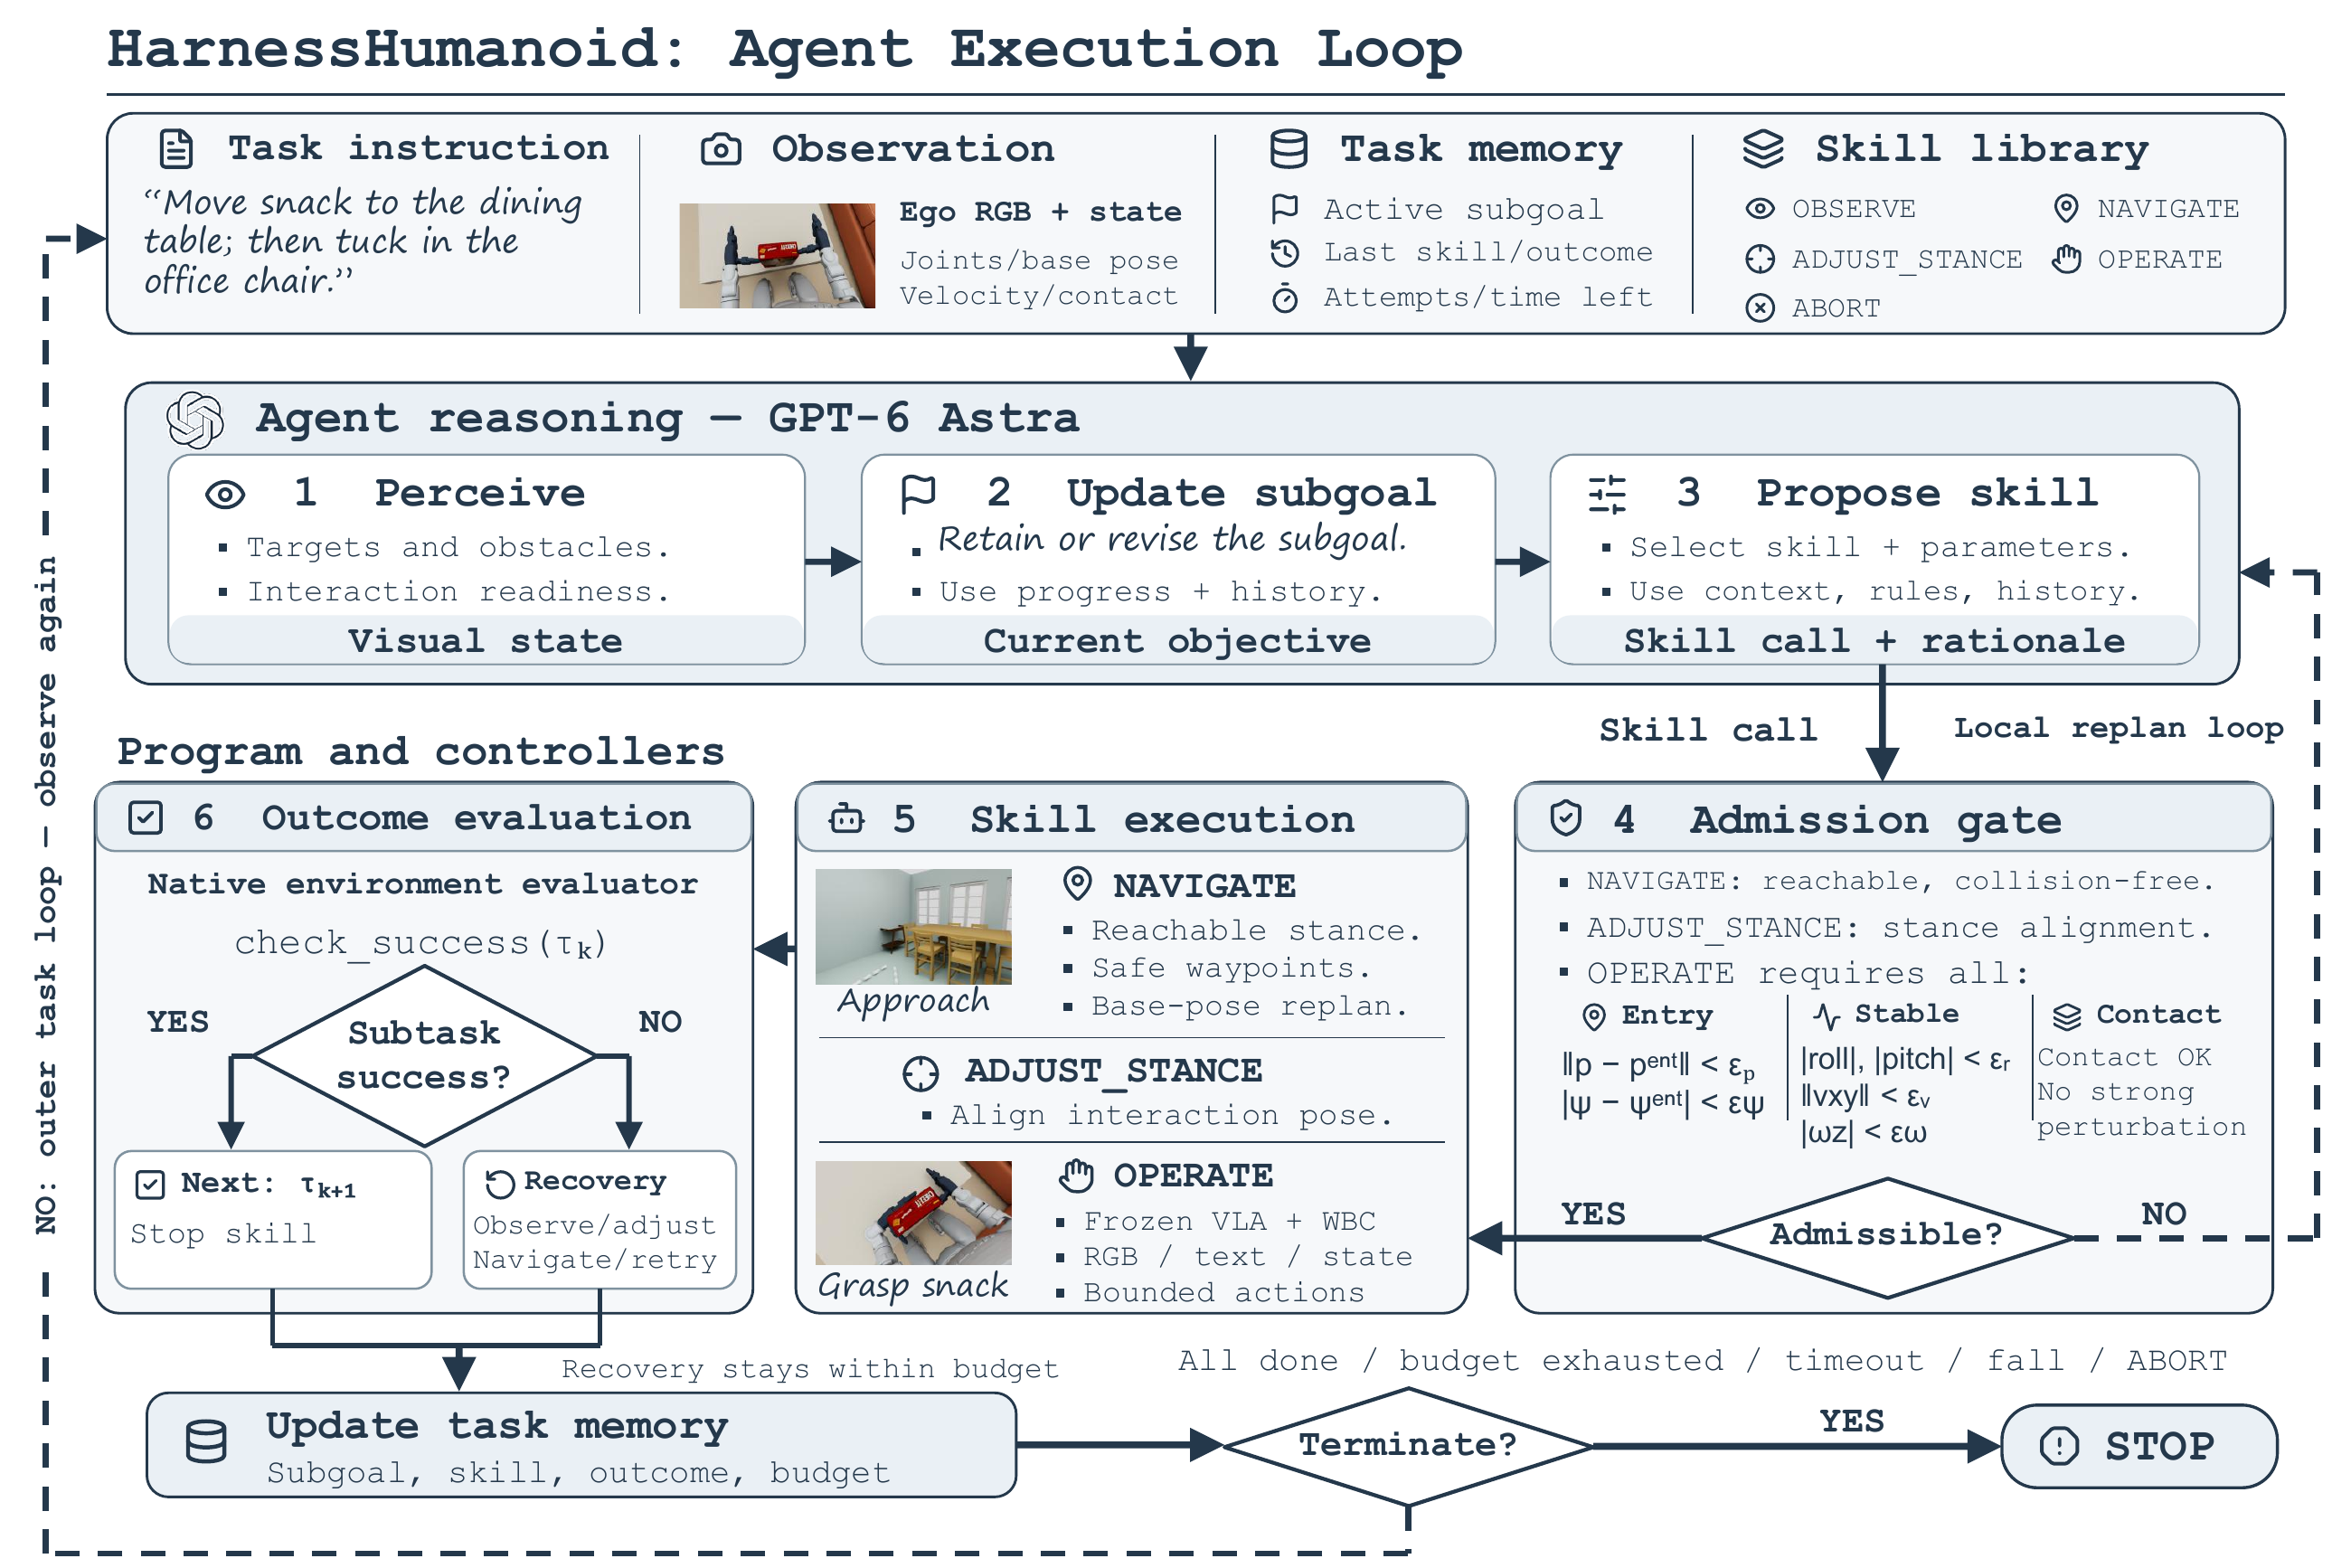 HarnessHumanoid: Agent Execution Loop
Task instruction
“Move snack to the dining
table; then tuck in the
office chair.”
Observation
Ego RGB + state
Joints/base pose
Velocity/contact
Task memory
Active subgoal
Last skill/outcome
Attempts/time left
Skill library
OBSERVE
NAVIGATE
ADJUST_STANCE
OPERATE
ABORT
Agent reasoning — GPT-6 Astra
1 Perceive
▪ Targets and obstacles.
▪ Interaction readiness.
Visual state
2 Update subgoal
▪ Retain or revise the subgoal.
▪ Use progress + history.
Current objective
3 Propose skill
▪ Select skill + parameters.
▪ Use context, rules, history.
Skill call + rationale
Skill call
Local replan loop
Program and controllers
6 Outcome evaluation
Native environment evaluator
check_success(τₖ)
Subtask
success?
YES
NO
Next: τₖ₊₁
Stop skill
Recovery
Observe/adjust
Navigate/retry
5 Skill execution
Approach
NAVIGATE
▪ Reachable stance.
▪ Safe waypoints.
▪ Base-pose replan.
ADJUST_STANCE
▪ Align interaction pose.
Grasp snack
OPERATE
▪ Frozen VLA + WBC
▪ RGB / text / state
▪ Bounded actions
4 Admission gate
▪ NAVIGATE: reachable, collision-free.
▪ ADJUST_STANCE: stance alignment.
▪ OPERATE requires all:
Entry
‖p − pᵉⁿᵗ‖ < εₚ
|ψ − ψᵉⁿᵗ| < εψ
Stable
|roll|, |pitch| < εᵣ
‖vxy‖ < εᵥ
|ωz| < εω
Contact
Contact OK
No strong
perturbation
Admissible?
YES
NO
Recovery stays within budget
Update task memory
Subgoal, skill, outcome, budget
All done / budget exhausted / timeout / fall / ABORT
Terminate?
YES
STOP
NO: outer task loop — observe again